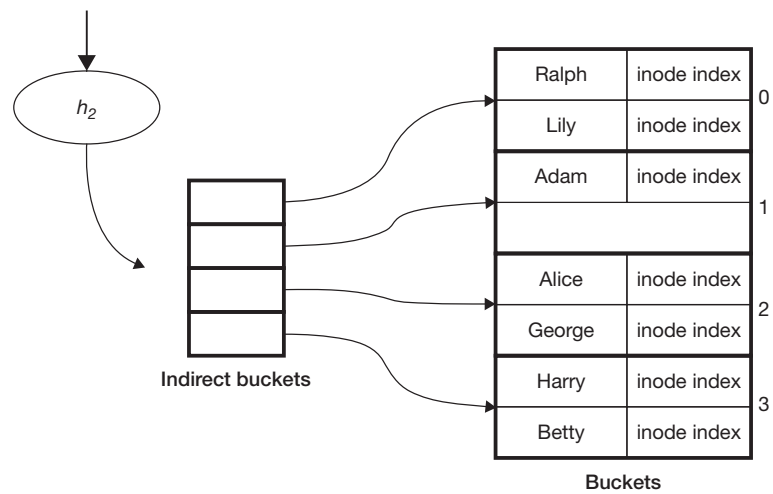 h2
Indirect buckets
Ralph inode index
Lily inode index
0
Adam inode index
1
Alice inode index
George inode index
2
Harry inode index
Betty inode index
3
Buckets